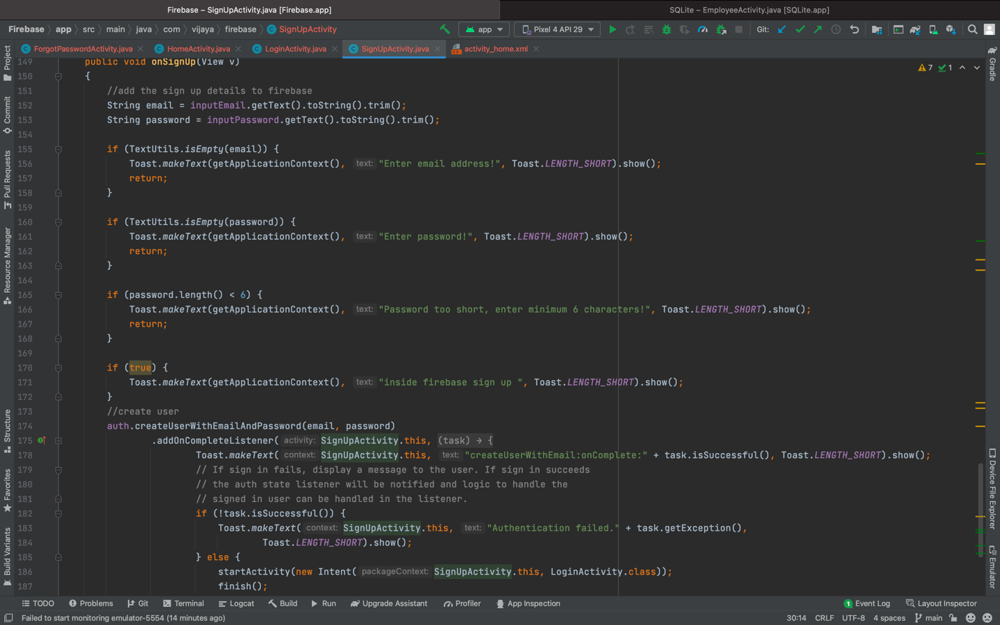 Firebase – SignUpActivity.java [Firebase.app]
SQLite – EmployeeActivity.java [SQLite.app]
Firebase app src main java com vijaya firebase SignUpActivity
app Pixel 4 API 29 Git:
ForgotPasswordActivity.java HomeActivity.java LoginActivity.java SignUpActivity.java activity_home.xml
7 1
149 public void onSignUp(View v)
150 {
151 //add the sign up details to firebase
152 String email = inputEmail.getText().toString().trim();
153 String password = inputPassword.getText().toString().trim();
154
155 if (TextUtils.isEmpty(email)) {
156 Toast.makeText(getApplicationContext(), text: "Enter email address!", Toast.LENGTH_SHORT).show();
157 return;
158 }
159
160 if (TextUtils.isEmpty(password)) {
161 Toast.makeText(getApplicationContext(), text: "Enter password!", Toast.LENGTH_SHORT).show();
162 return;
163 }
164
165 if (password.length() < 6) {
166 Toast.makeText(getApplicationContext(), text: "Password too short, enter minimum 6 characters!", Toast.LENGTH_SHORT).show();
167 return;
168 }
169
170 if (true) {
171 Toast.makeText(getApplicationContext(), text: "inside firebase sign up ", Toast.LENGTH_SHORT).show();
172 }
173 //create user
174 auth.createUserWithEmailAndPassword(email, password)
175 .addOnCompleteListener( activity: SignUpActivity.this, (task) → {
178 Toast.makeText( context: SignUpActivity.this, text: "createUserWithEmail:onComplete:" + task.isSuccessful(), Toast.LENGTH_SHORT).show();
179 // If sign in fails, display a message to the user. If sign in succeeds
180 // the auth state listener will be notified and logic to handle the
181 // signed in user can be handled in the listener.
182 if (!task.isSuccessful()) {
183 Toast.makeText( context: SignUpActivity.this, text: "Authentication failed." + task.getException(),
184 Toast.LENGTH_SHORT).show();
185 } else {
186 startActivity(new Intent( packageContext: SignUpActivity.this, LoginActivity.class));
187 finish();
Project
Commit
Pull Requests
Resource Manager
Structure
Favorites
Build Variants
Gradle
Device File Explorer
Emulator
TODO Problems Git Terminal Logcat Build Run Upgrade Assistant Profiler App Inspection 1 Event Log Layout Inspector
Failed to start monitoring emulator-5554 (14 minutes ago) 30:14 CRLF UTF-8 4 spaces main